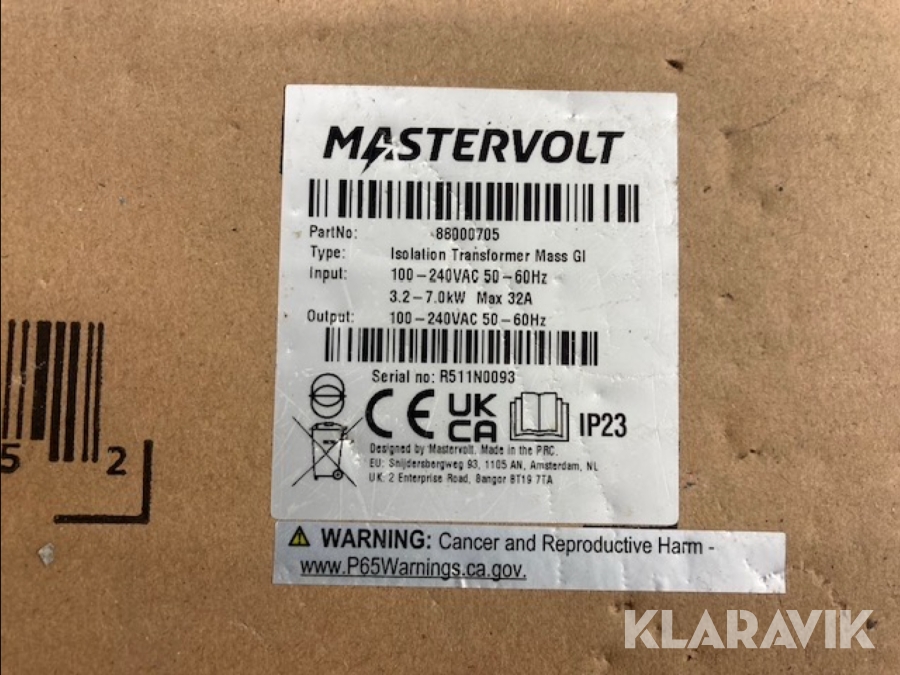 MASTERVOLT
PartNo: 88000705
Type: Isolation Transformer Mass GI
Input: 100-240VAC 50-60Hz
3.2-7.0kW Max 32A
Output: 100-240VAC 50-60Hz
Serial no: R511N0093
CE UK CA IP23
Designed by Mastervolt. Made in the PRC.
EU: Snijdersbergweg 93, 1105 AN, Amsterdam, NL
UK: 2 Enterprise Road, Bangor BT19 7TA
5 2
⚠ WARNING: Cancer and Reproductive Harm -
www.P65Warnings.ca.gov.
KLARAVIK